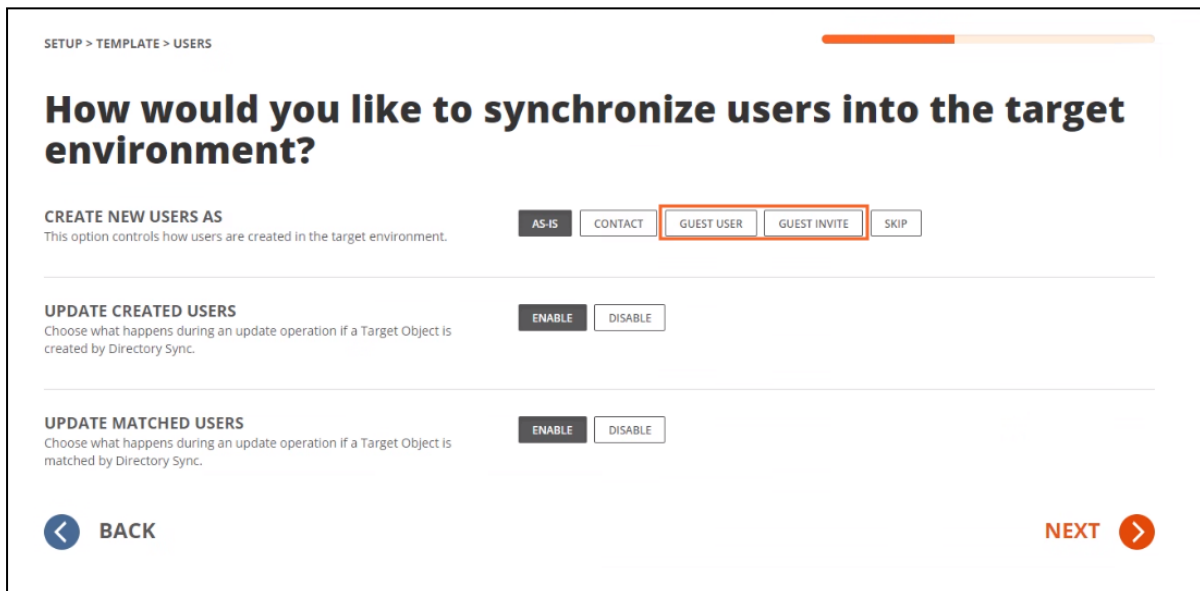 SETUP > TEMPLATE > USERS
How would you like to synchronize users into the target
environment?
CREATE NEW USERS AS
This option controls how users are created in the target environment.
AS-IS CONTACT GUEST USER GUEST INVITE SKIP
UPDATE CREATED USERS
Choose what happens during an update operation if a Target Object is
created by Directory Sync.
ENABLE DISABLE
UPDATE MATCHED USERS
Choose what happens during an update operation if a Target Object is
matched by Directory Sync.
ENABLE DISABLE
BACK
NEXT